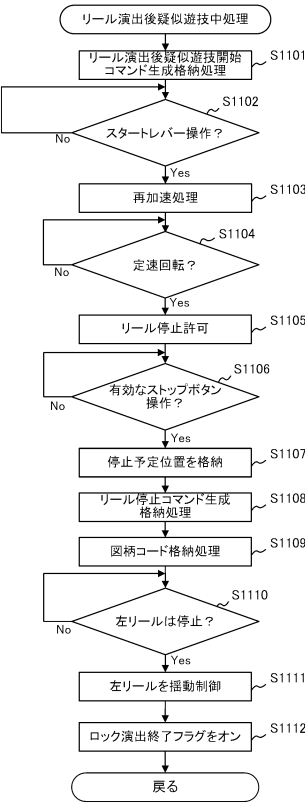 リール演出後疑似遊技中処理
リール演出後疑似遊技開始
コマンド生成格納処理
S1101
S1102
スタートレバー操作？
No
Yes
再加速処理
S1103
S1104
定速回転？
No
Yes
リール停止許可
S1105
S1106
有効なストップボタン
操作？
No
Yes
停止予定位置を格納
S1107
リール停止コマンド生成
格納処理
S1108
図柄コード格納処理
S1109
S1110
左リールは停止？
No
Yes
左リールを揺動制御
S1111
ロック演出終了フラグをオン
S1112
戻る